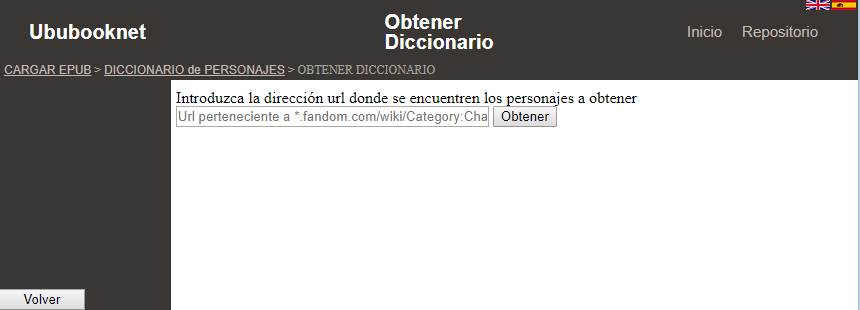 Ububooknet
Obtener
Diccionario
Inicio Repositorio
CARGAR EPUB > DICCIONARIO de PERSONAJES > OBTENER DICCIONARIO
Introduzca la dirección url donde se encuentren los personajes a obtener
Url perteneciente a *.fandom.com/wiki/Category:Cha Obtener
Volver